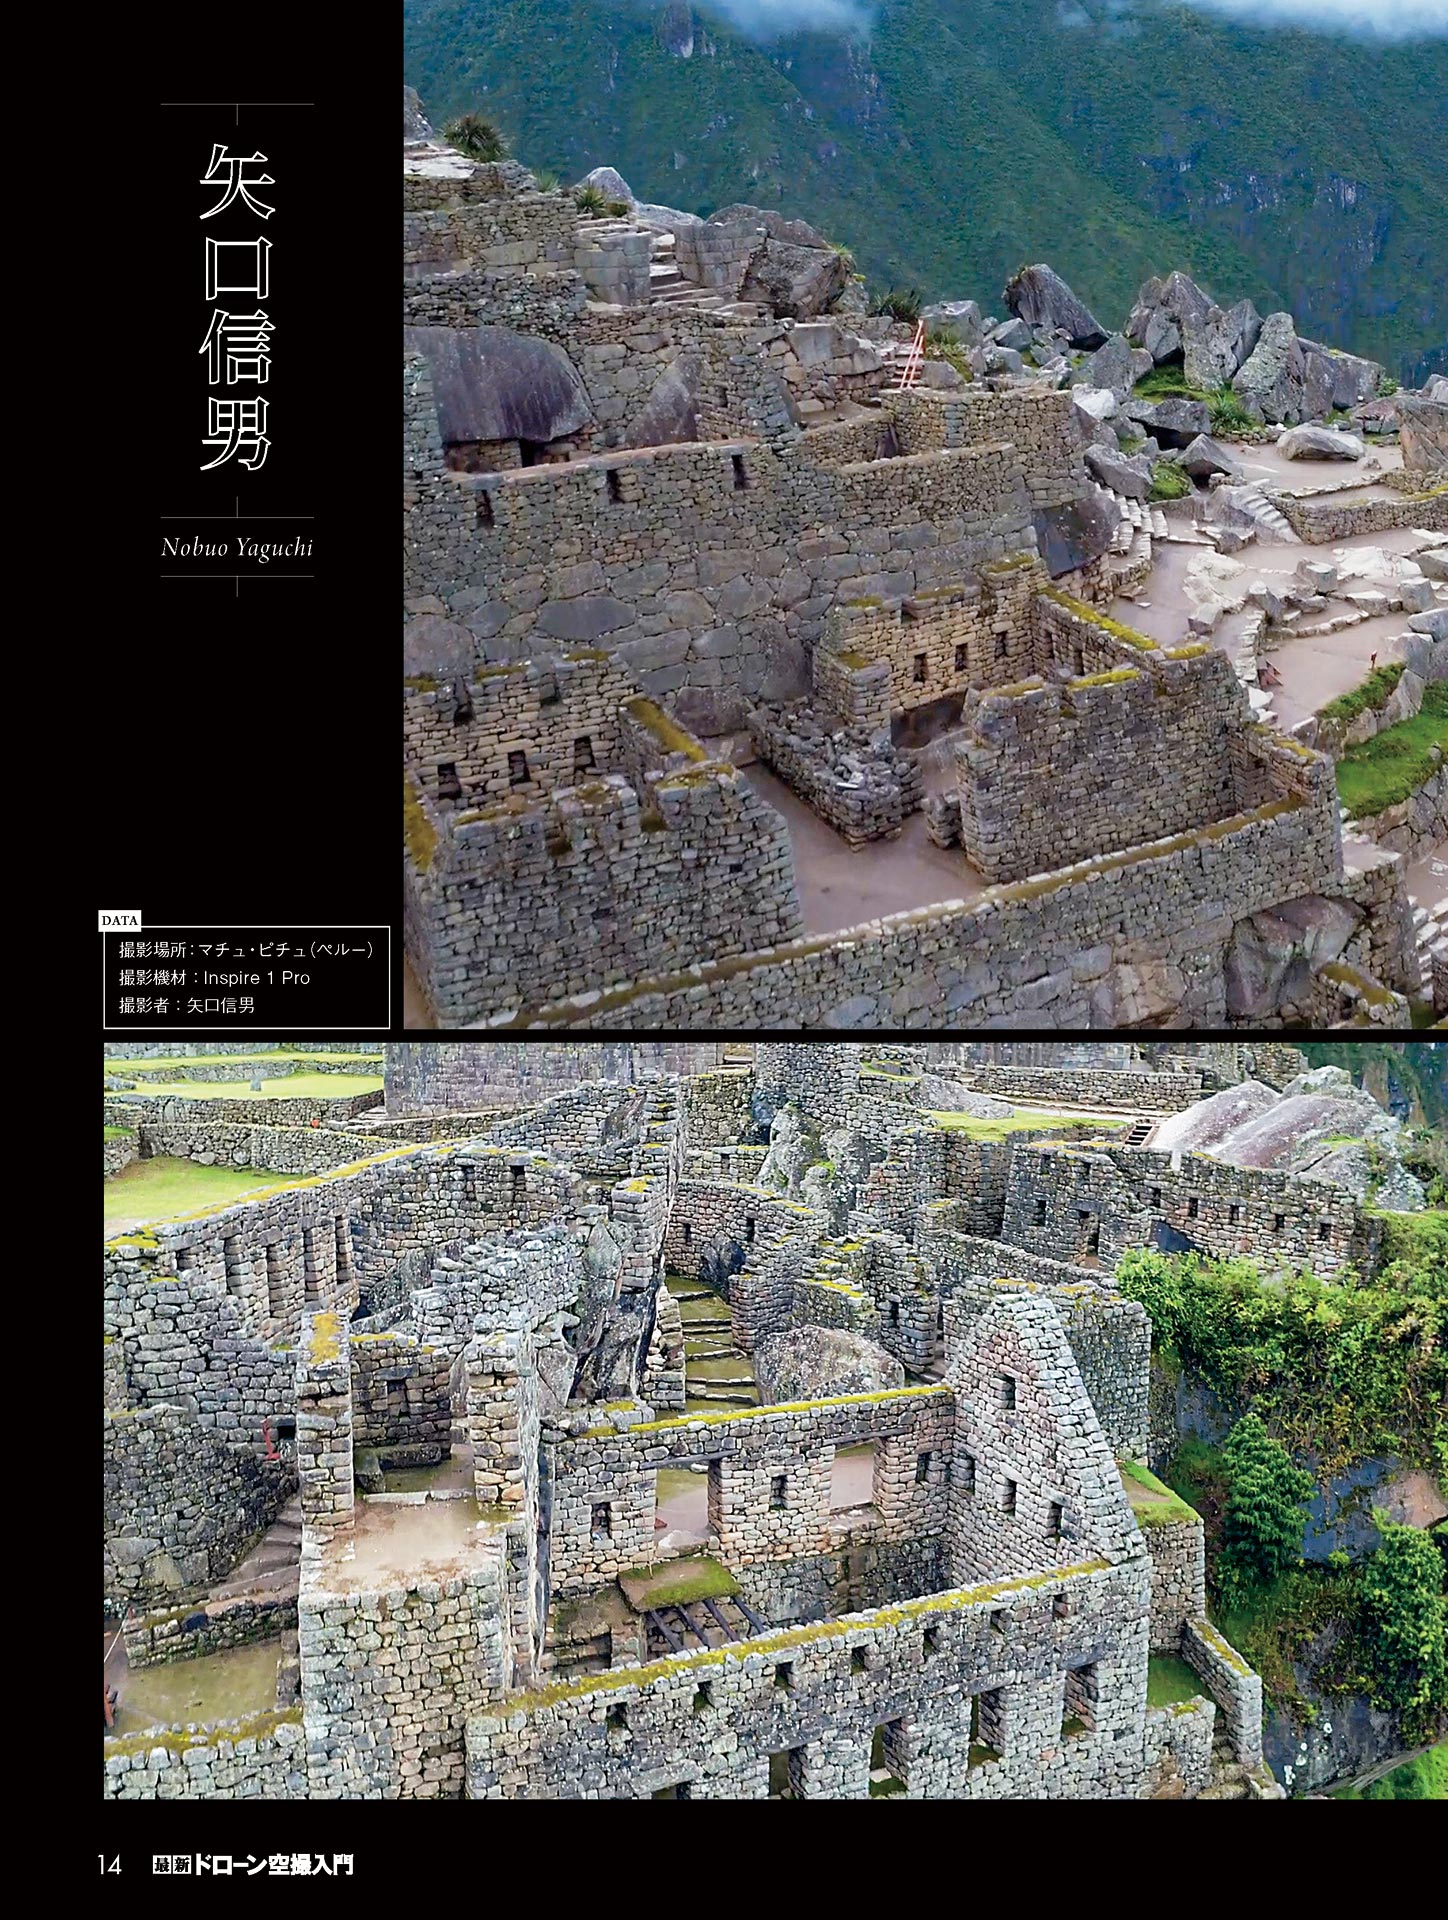 矢口信男
Nobuo Yaguchi
DATA
撮影場所：マチュ・ピチュ（ペルー）
撮影機材：Inspire 1 Pro
撮影者：矢口信男
14 最新ドローン空撮入門